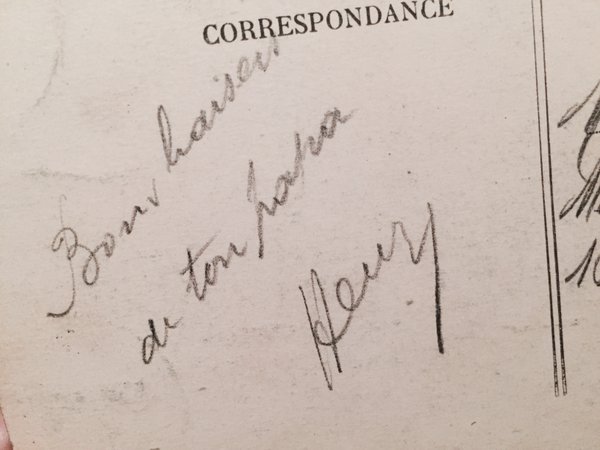 CORRESPONDANCE
Bons baisers
de ton papa
Henry